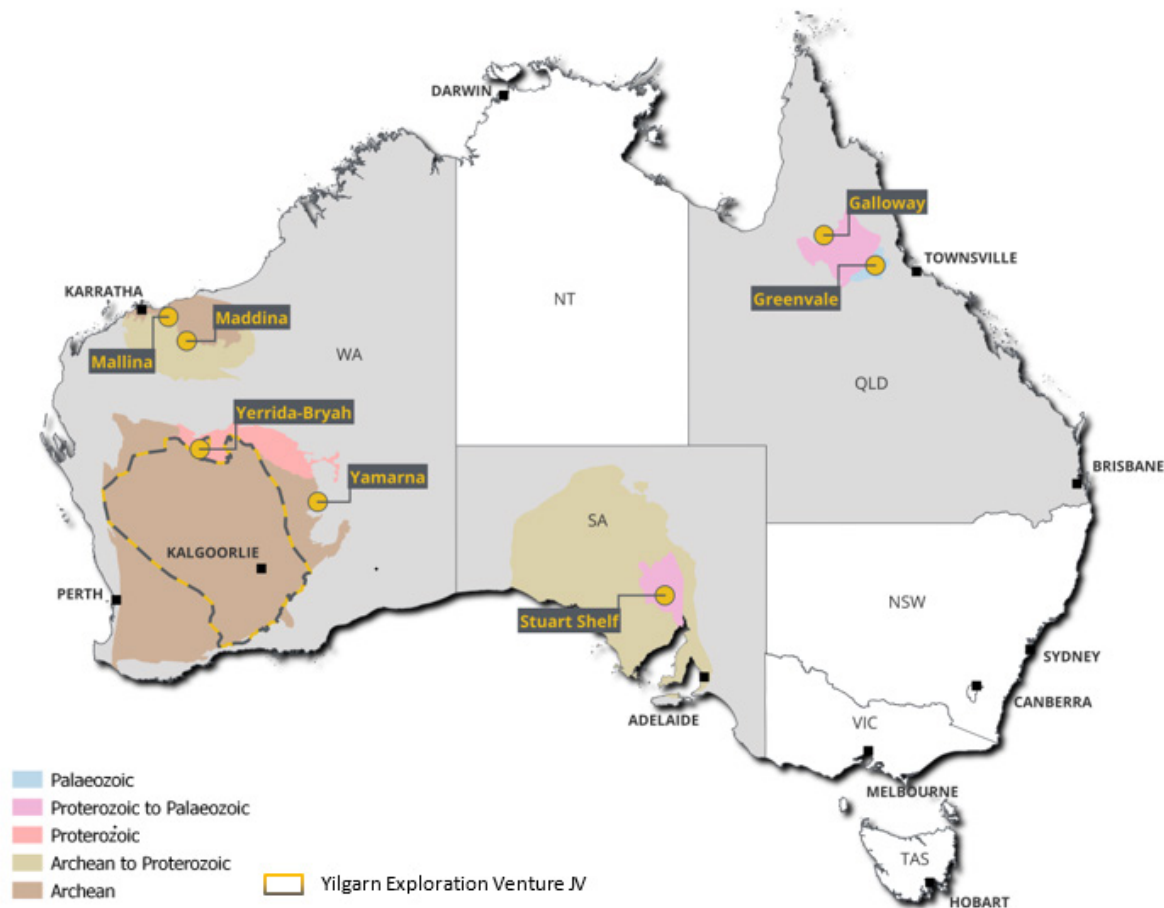 DARWIN
Galloway
TOWNSVILLE
KARRATHA
NT
Greenvale
Maddina
WA
Mallina
QLD
Yerrida-Bryah
Yamarna
BRISBANE
SA
KALGOORLIE
PERTH
NSW
Stuart Shelf
SYDNEY
CANBERRA
ADELAIDE
VIC
Palaeozoic
MELBOURNE
Proterozoic to Palaeozoic
Proterozoic
Archean to Proterozoic
TAS
Archean
Yilgarn Exploration Venture JV
HOBART